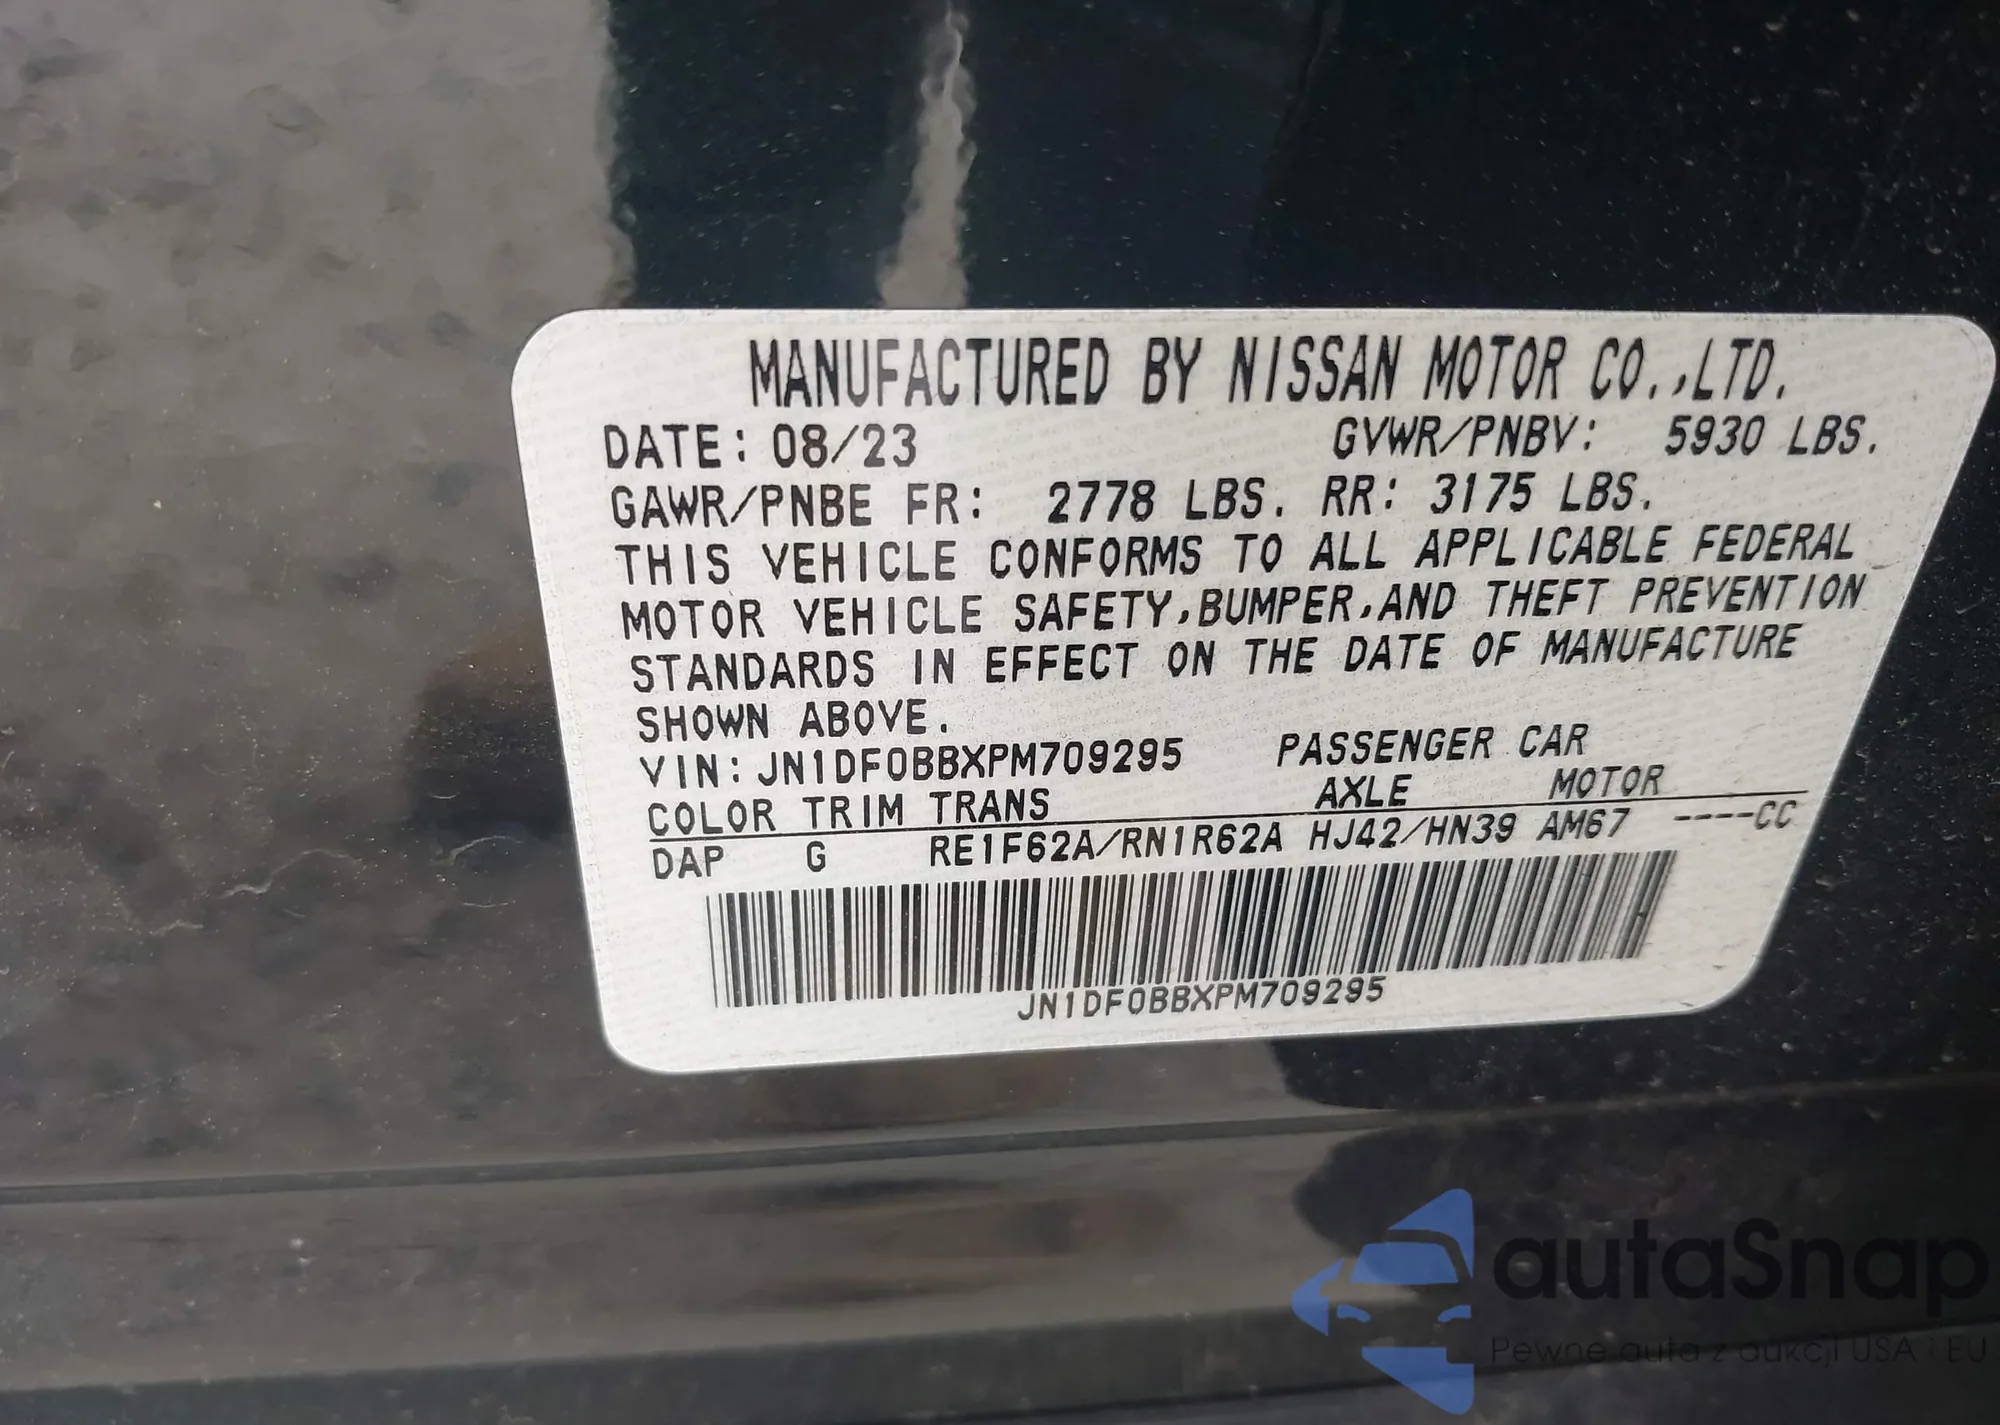 MANUFACTURED BY NISSAN MOTOR CO.,LTD.
DATE: 08/23 GVWR/PNBV: 5930 LBS.
GAWR/PNBE FR: 2778 LBS. RR: 3175 LBS.
THIS VEHICLE CONFORMS TO ALL APPLICABLE FEDERAL
MOTOR VEHICLE SAFETY,BUMPER,AND THEFT PREVENTION
STANDARDS IN EFFECT ON THE DATE OF MANUFACTURE
SHOWN ABOVE.
VIN: JN1DF0BBXPM709295 PASSENGER CAR
COLOR TRIM TRANS AXLE MOTOR
DAP G RE1F62A/RN1R62A HJ42/HN39 AM67 ----CC
JN1DF0BBXPM709295
autaSnap
Pewne auta z aukcji USA i EU